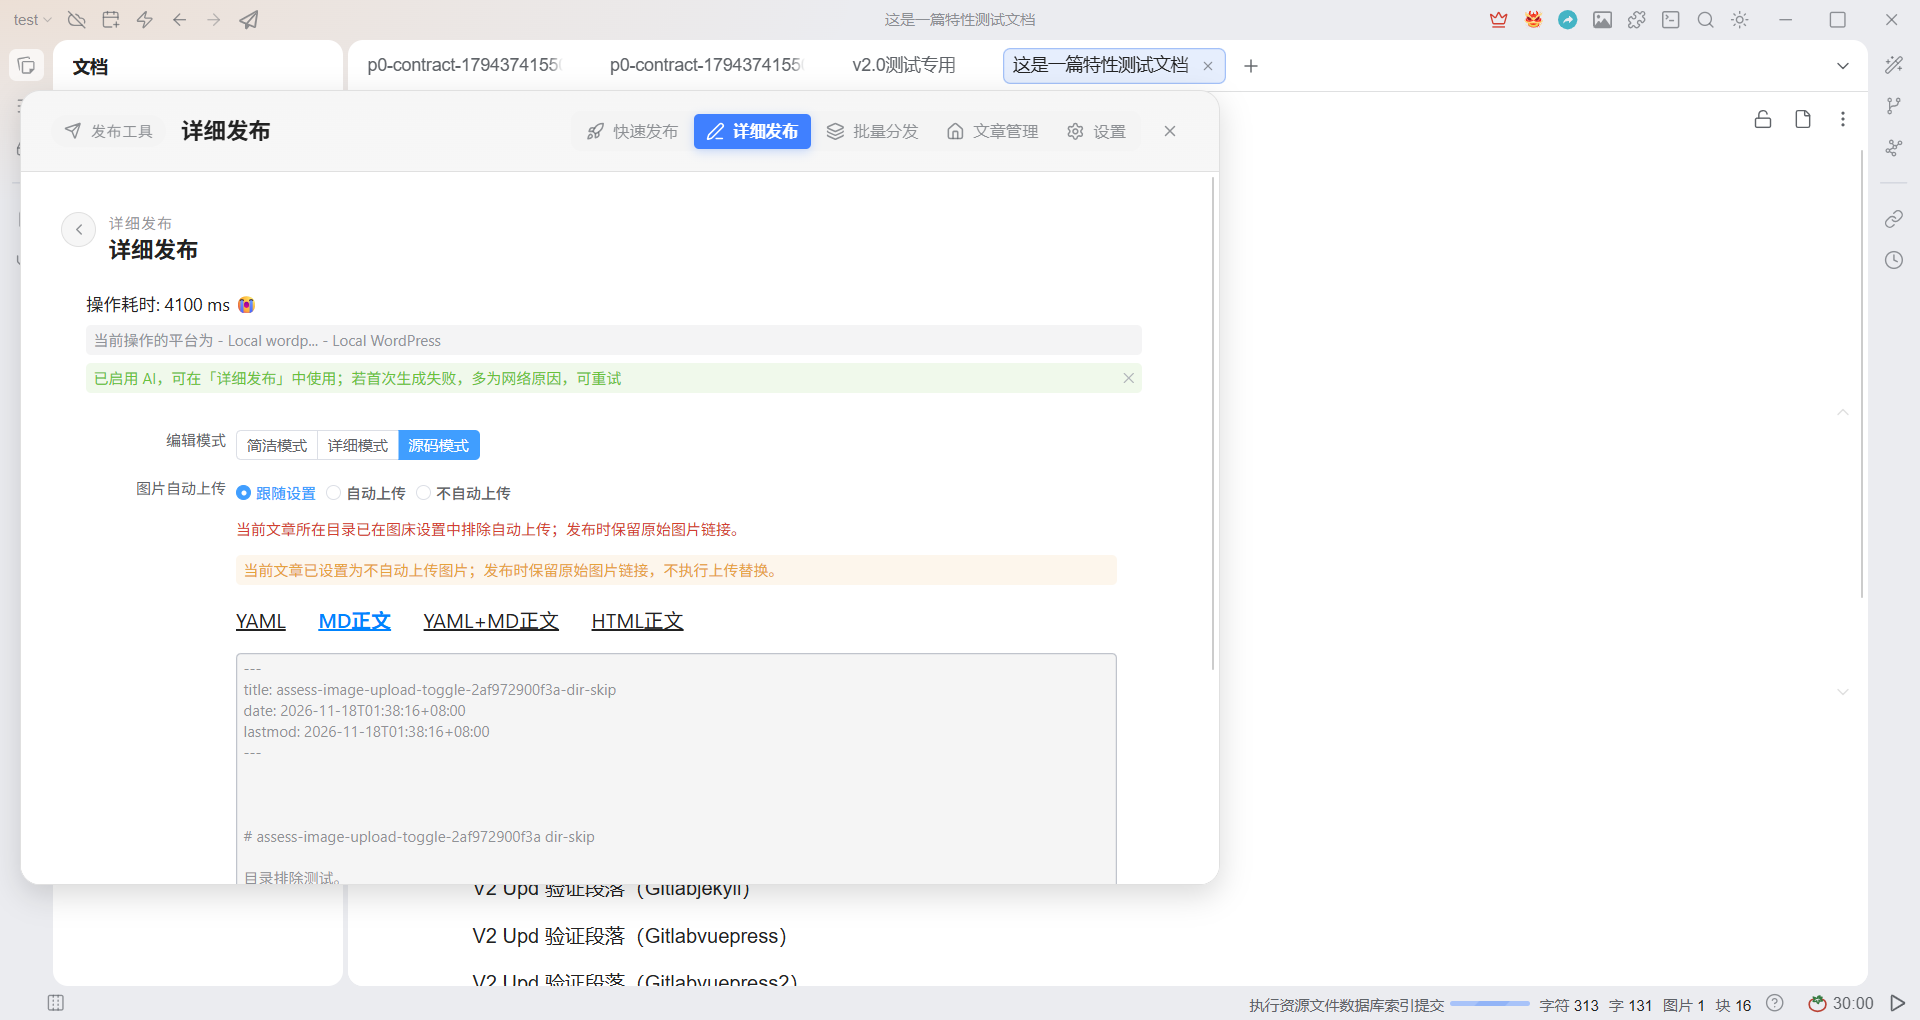 test
这是一篇特性测试文档
文档
p0-contract-1794374155
p0-contract-1794374155
v2.0测试专用
这是一篇特性测试文档
发布工具
详细发布
快速发布
详细发布
批量分发
文章管理
设置
详细发布
详细发布
操作耗时: 4100 ms
当前操作的平台为 - Local wordp... - Local WordPress
已启用 AI，可在「详细发布」中使用；若首次生成失败，多为网络原因，可重试
编辑模式
简洁模式
详细模式
源码模式
图片自动上传
跟随设置
自动上传
不自动上传
当前文章所在目录已在图床设置中排除自动上传；发布时保留原始图片链接。
当前文章已设置为不自动上传图片；发布时保留原始图片链接，不执行上传替换。
YAML
MD正文
YAML+MD正文
HTML正文
---
title: assess-image-upload-toggle-2af972900f3a-dir-skip
date: 2026-11-18T01:38:16+08:00
lastmod: 2026-11-18T01:38:16+08:00
---
# assess-image-upload-toggle-2af972900f3a dir-skip
目录排除测试。
V2 Upd 验证段落（Gitlabjekyll）
V2 Upd 验证段落（Gitlabvuepress）
V2 Upd 验证段落（Gitlabvuepress2）
执行资源文件数据库索引提交
字符 313 字 131 图片 1 块 16
30:00